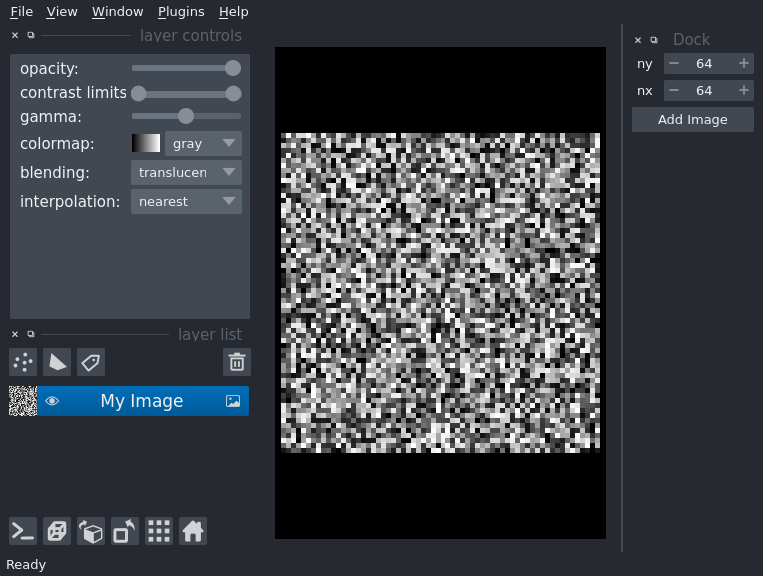 File View Window Plugins Help
layer controls
opacity:
contrast limits
gamma:
colormap: gray
blending: translucen
interpolation: nearest
layer list
My Image
Ready
Dock
ny 64
nx 64
Add Image